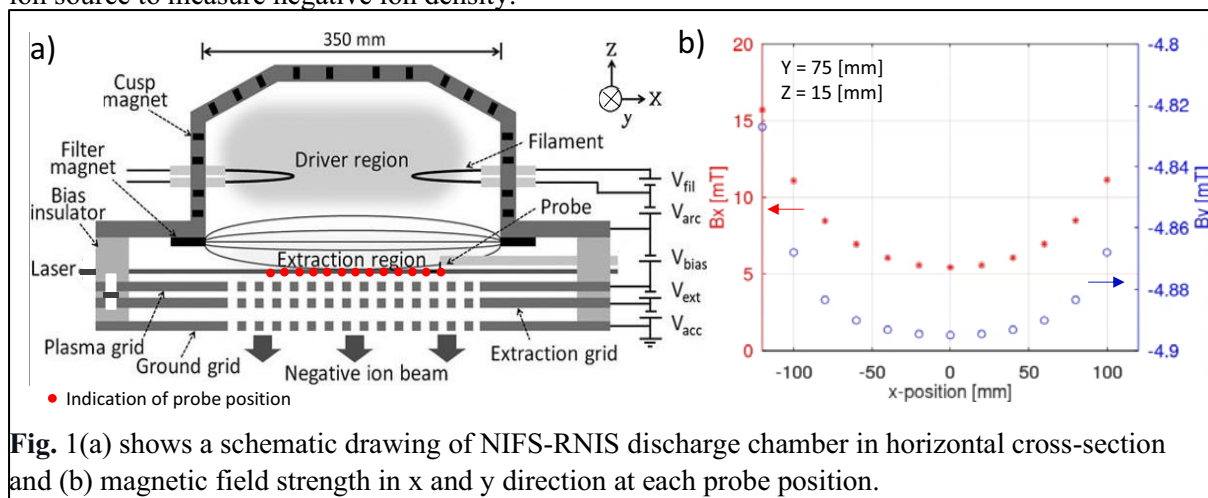 ion source to measure negative ion density.
a)
350 mm
Cusp
magnet
Filter
magnet
Bias
insulator
Laser
Driver region
Filament
Probe
Extraction region
Z
X
y
V_fil
V_arc
V_bias
V_ext
V_acc
Plasma grid
Ground grid
Negative ion beam
Extraction grid
• Indication of probe position
b)
Y = 75 [mm]
Z = 15 [mm]
20
15
10
5
0
Bx [mT]
-4.8
-4.82
-4.84
-4.86
-4.88
-4.9
By [mT]
-100 -50 0 50 100
x-position [mm]
Fig. 1(a) shows a schematic drawing of NIFS-RNIS discharge chamber in horizontal cross-section
and (b) magnetic field strength in x and y direction at each probe position.